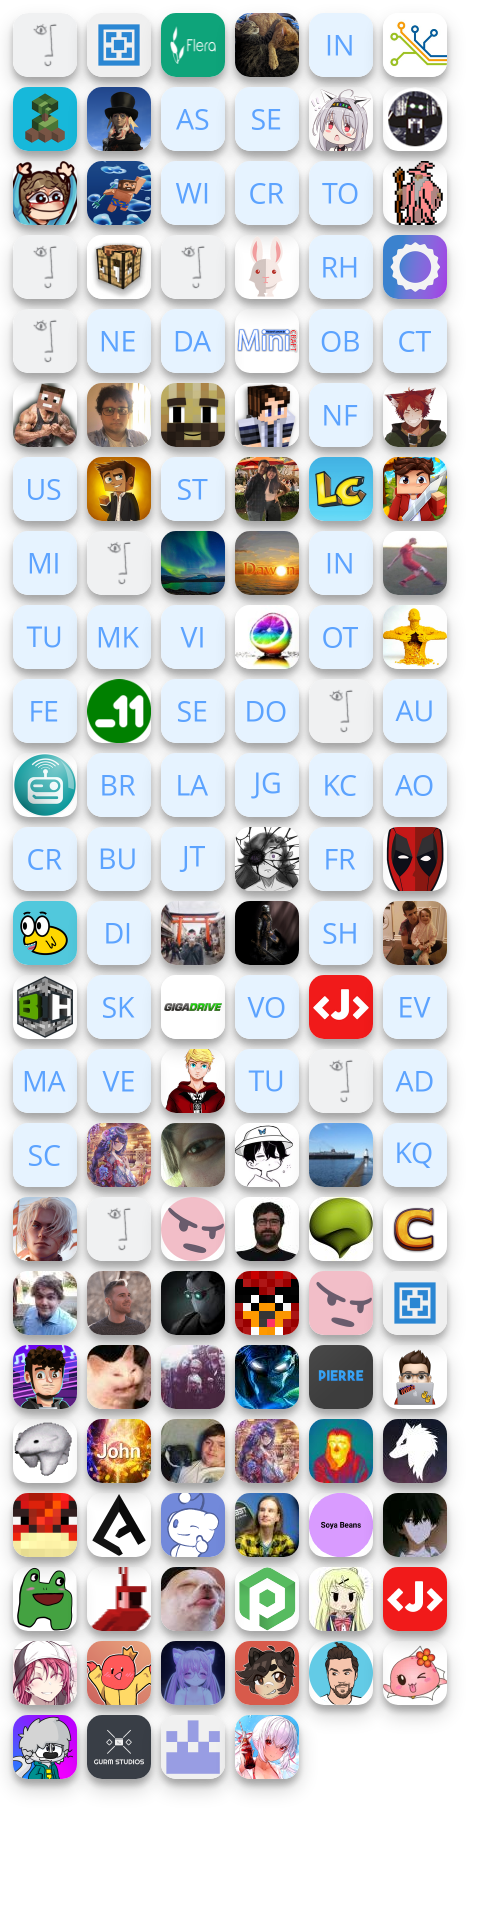 Flera IN
AS SE
WI CR TO
RH
NE DA Mini CRAFT OB CT
NF
US ST LC
MI Dawn IN
TU MK VI OT
FE _11 SE DO AU
BR LA JG KC AO
CR BU JT FR
DI SH
BH SK GIGADRIVE VO <J> EV
MA VE TU AD
SC KQ
C
PIERRE
John
Soya Beans
<J>
GURM STUDIOS